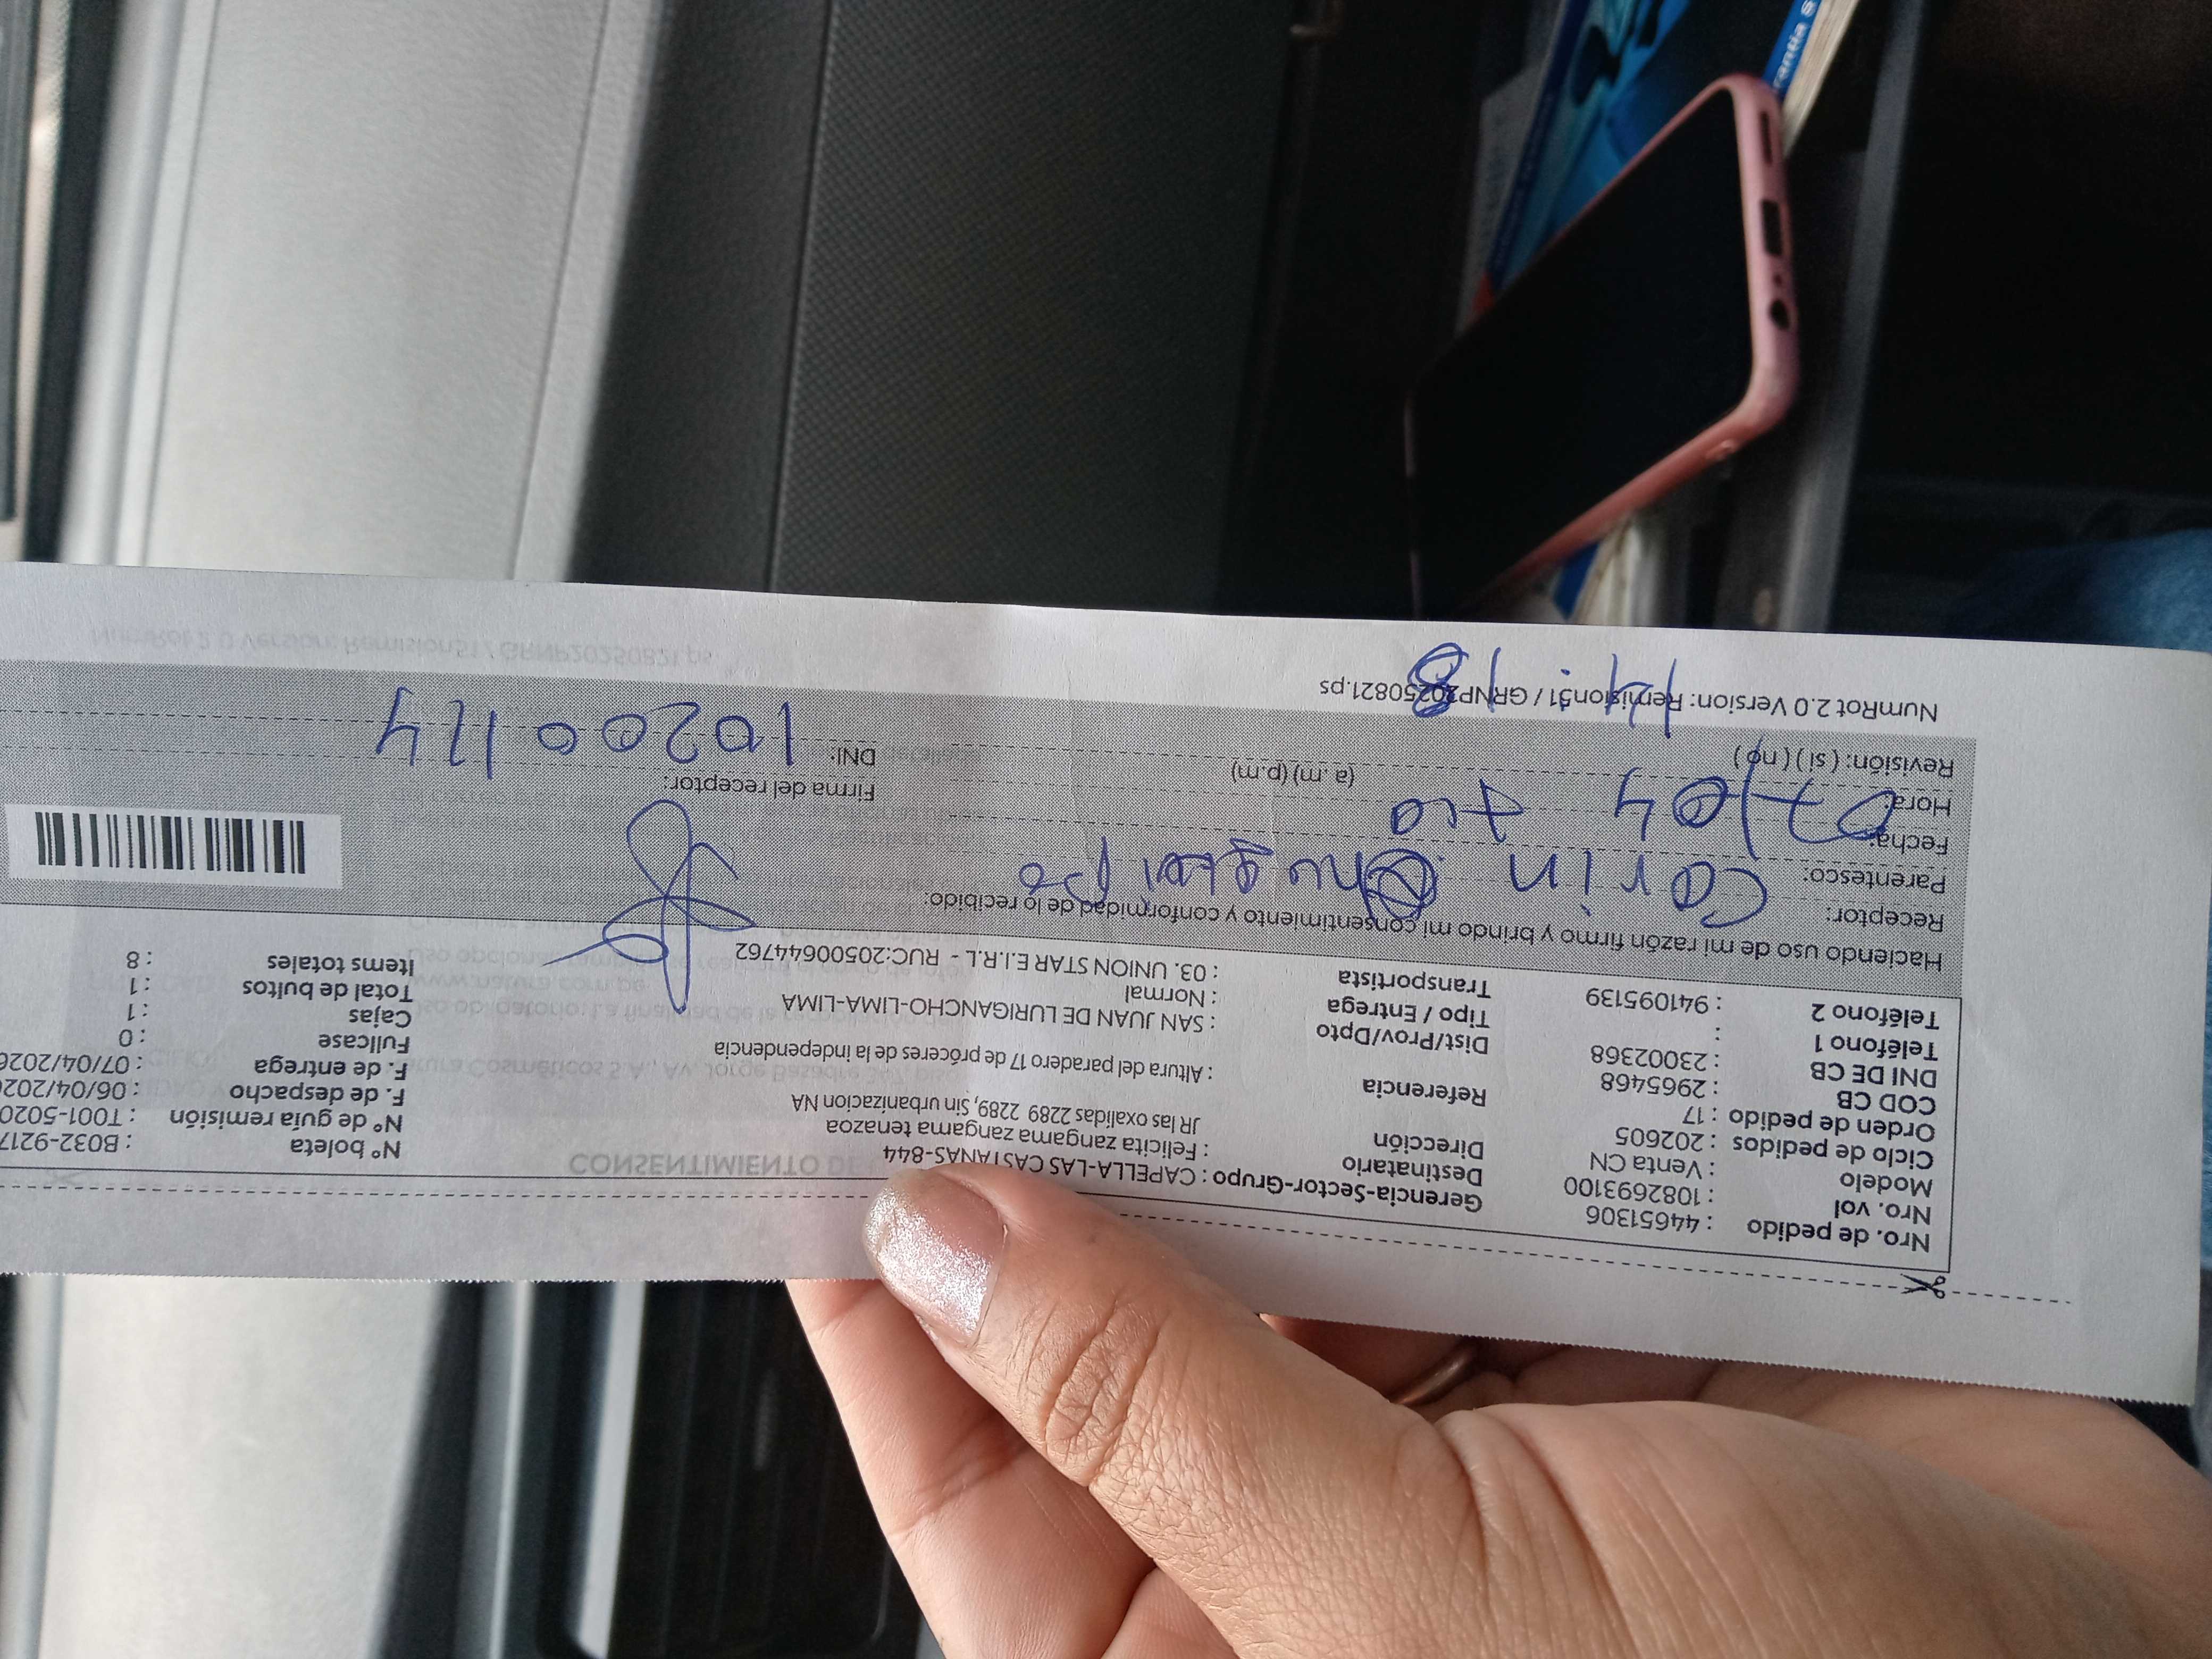 Nro. de pedido : 44651306
Nro. vol : 1082693100
Modelo : Venta CN
Ciclo de pedidos : 202605
Orden de pedido : 17
COD CB : 2965468
DNI DE CB : 23002368
Teléfono 1 :
Teléfono 2 : 941095139
Gerencia-Sector-Grupo : CAPELLA-LAS CASTANAS-844
Destinatario : Felicita zangama zangama tenazoa
Dirección JR las oxalidas 2289 2289, Sin urbanizacion NA
Referencia : Altura del paradero 17 de próceres de la independencia
Dist/Prov/Dpto : SAN JUAN DE LURIGANCHO-LIMA-LIMA
Tipo / Entrega : Normal
Transportista : 03. UNION STAR E.I.R.L - RUC:20500644762
N° boleta : B032-9217
N° de guía remisión : T001-5020
F. de despacho : 06/04/202
F. de entrega : 07/04/2026
Fullcase : 0
Cajas : 1
Total de bultos : 1
Items totales : 8
Haciendo uso de mi razón firmo y brindo mi consentimiento y conformidad de lo recibido:
Receptor: Carin
Parentesco: tia
Fecha: 07/04
Hora: (a. m) (p.m)
Revisión: ( sí ) ( no )
14:18
Firma del receptor:
DNI: 10200124
NumRot 2.0 Version: Remision51 / GRNP20250821.ps
CONSENTIMIENTO DE
rantía s